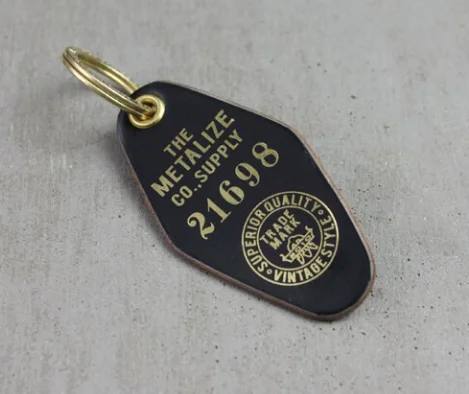 THE
METALIZE
CO.,SUPPLY
21698
SUPERIOR QUALITY
TRADE
MARK
VINTAGE STYLE